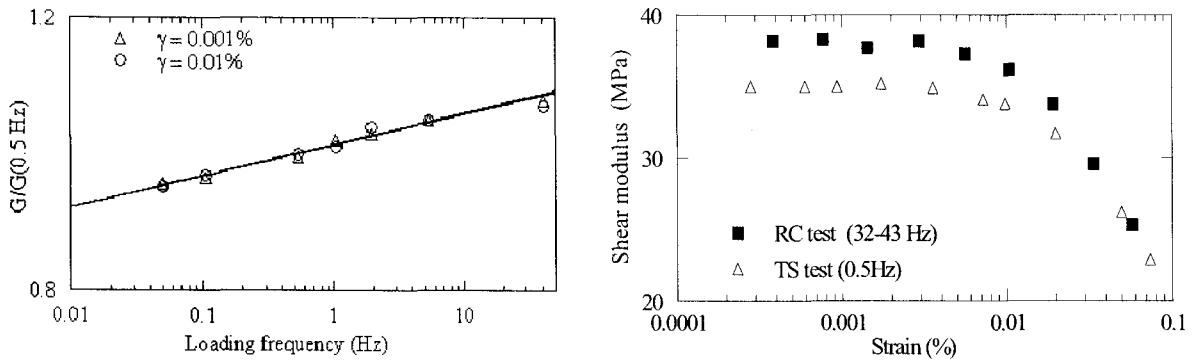 1.2
△ γ = 0.001%
○ γ = 0.01%
G/G(0.5 Hz)
0.8
0.01 0.1 1 10
Loading frequency (Hz)
40
Shear modulus (MPa)
30
■ RC test (32-43 Hz)
△ TS test (0.5Hz)
20
0.0001 0.001 0.01 0.1
Strain (%)